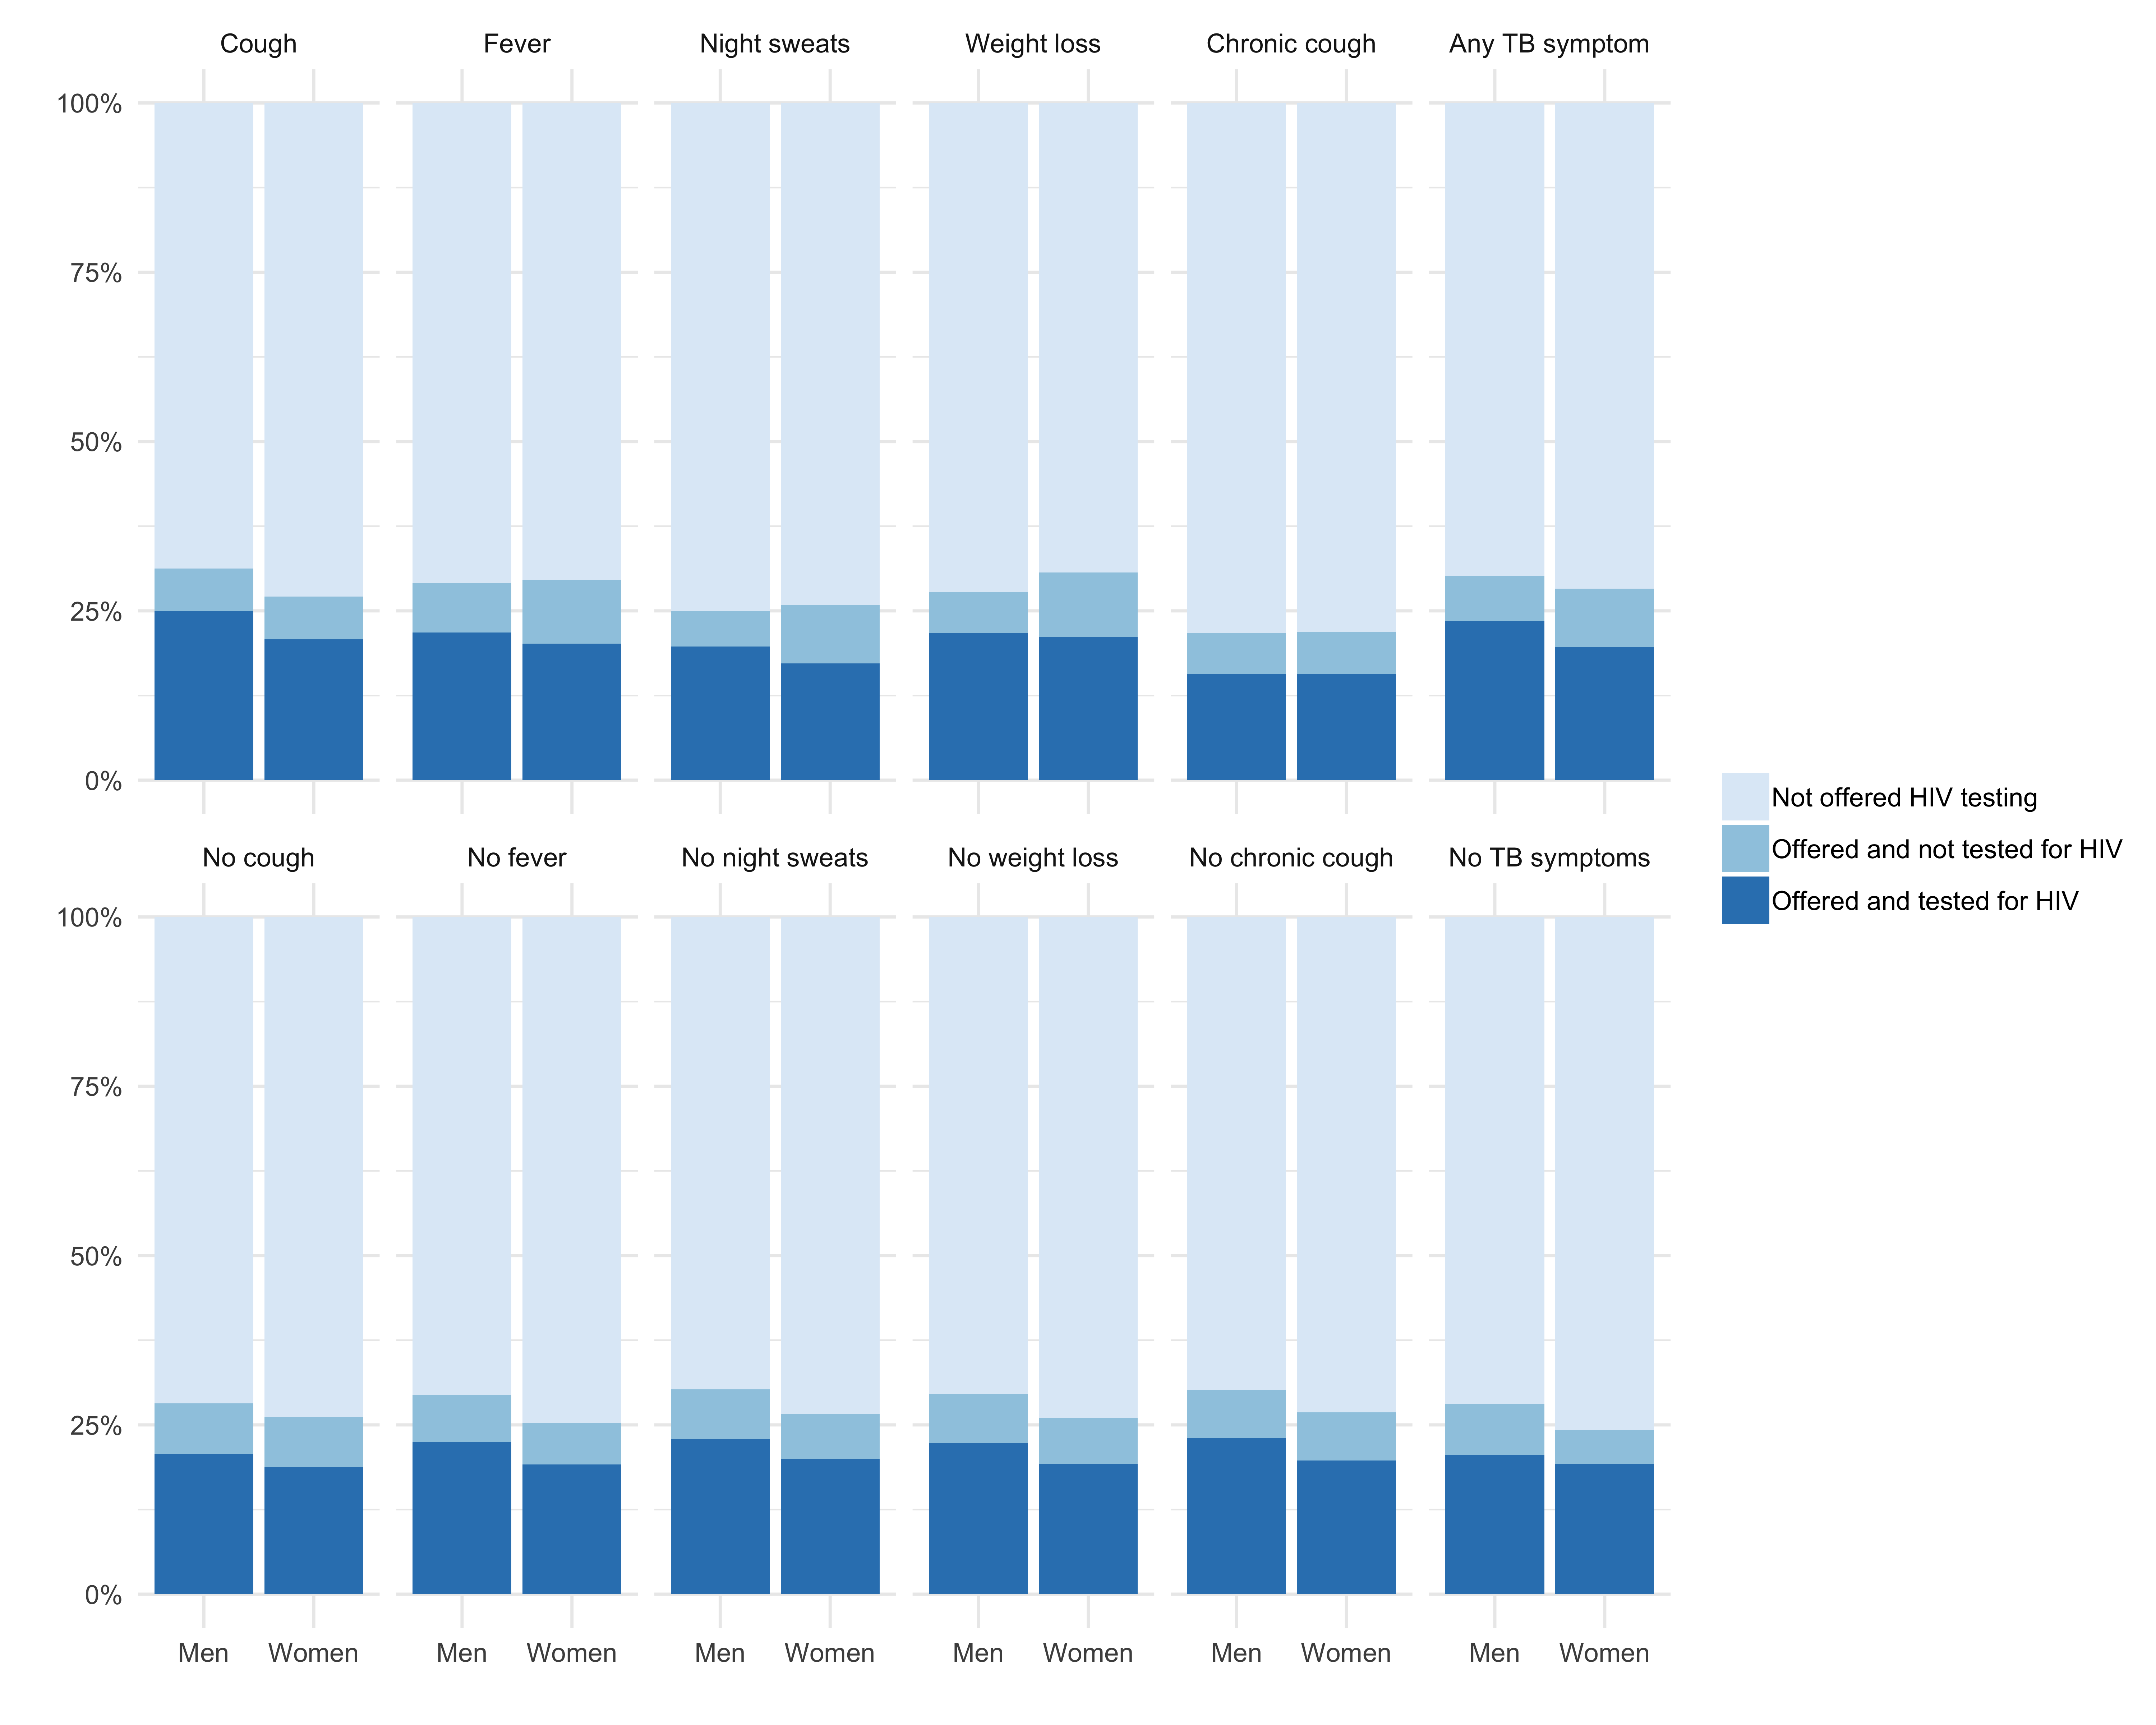 Cough Fever Night sweats Weight loss Chronic cough Any TB symptom
100%
75%
50%
25%
0%
Not offered HIV testing
Offered and not tested for HIV
Offered and tested for HIV
No cough No fever No night sweats No weight loss No chronic cough No TB symptoms
100%
75%
50%
25%
0%
Men Women Men Women Men Women Men Women Men Women Men Women